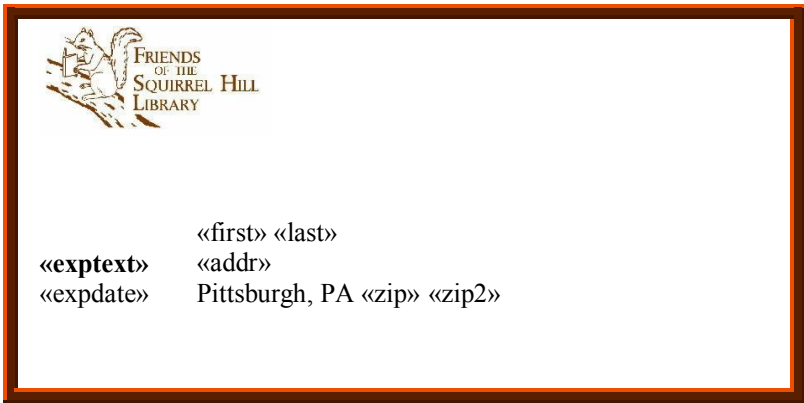 FRIENDS
OF THE
SQUIRREL HILL
LIBRARY
«first» «last»
«exptext» «addr»
«expdate» Pittsburgh, PA «zip» «zip2»